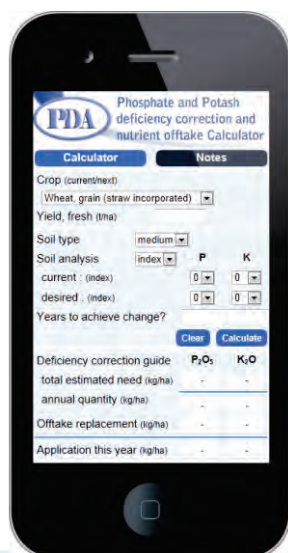 PDA
Phosphate and Potash
deficiency correction and
nutrient offtake Calculator
Calculator Notes
Crop (current/next)
Wheat, grain (straw incorporated)
Yield, fresh (t/ha)
Soil type medium
Soil analysis index P K
current : (index) 0 0
desired . (index) 0 0
Years to achieve change?
Clear Calculate
Deficiency correction guide P₂O₅ K₂O
total estimated need (kg/ha) - -
annual quantity (kg/ha) - -
Offtake replacement (kg/ha) - -
Application this year (kg/ha) - -